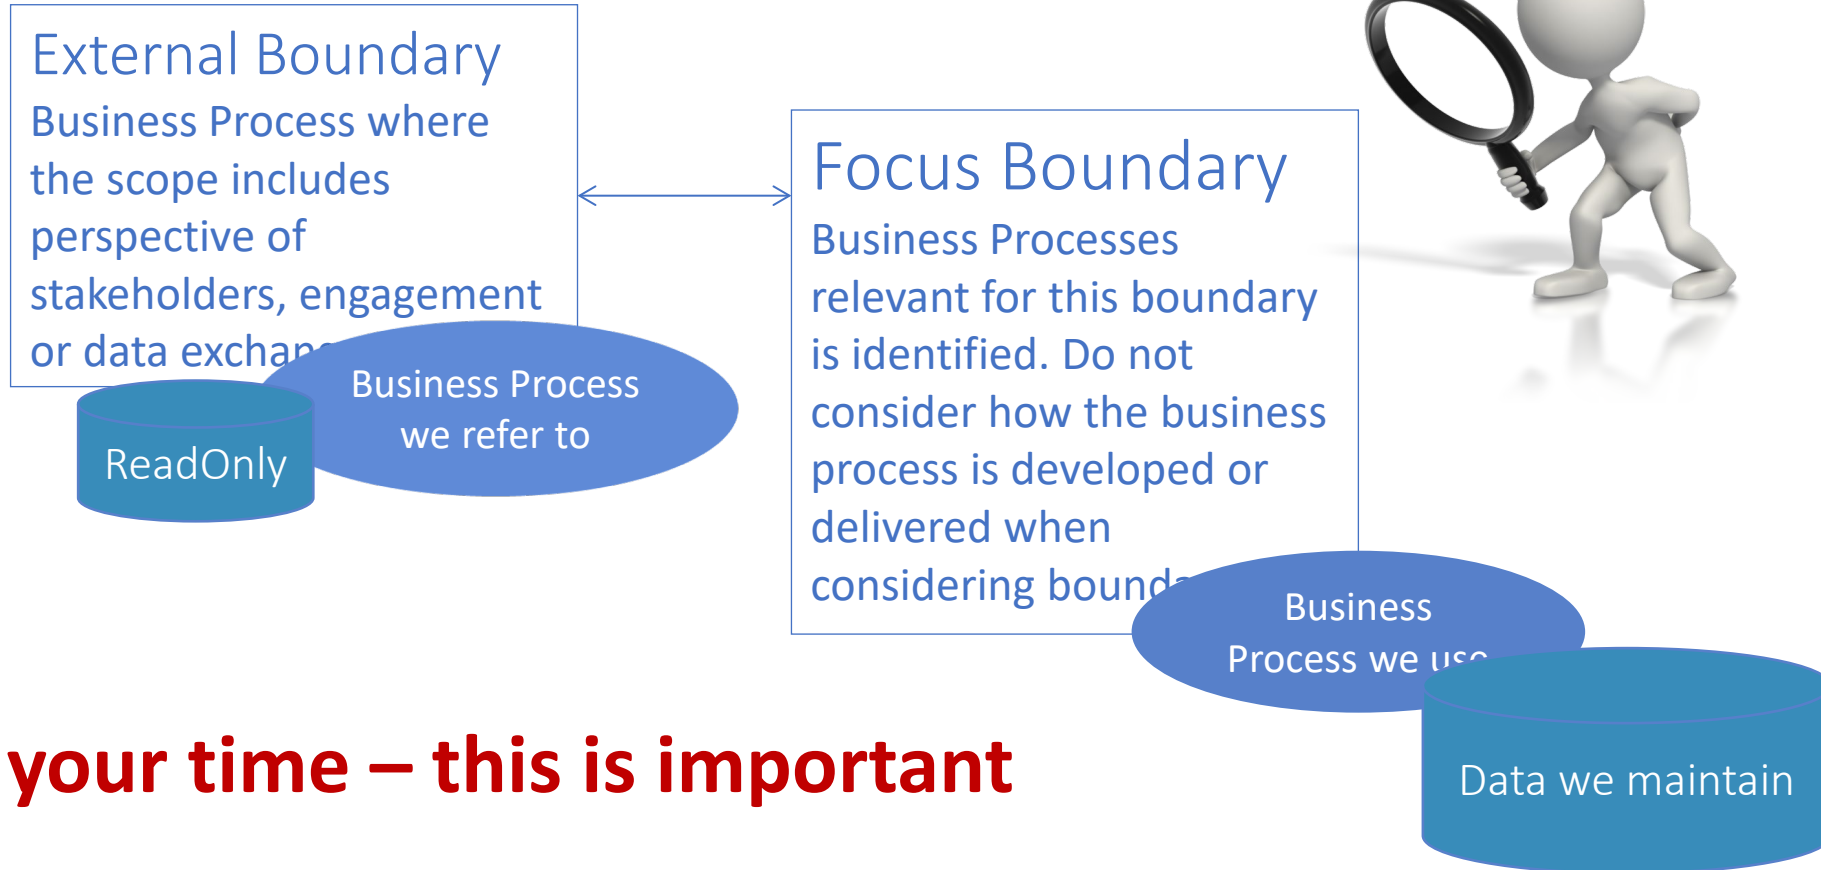 External Boundary
Business Process where
the scope includes
perspective of
stakeholders, engagement
or data
Business Process
we refer to
ReadOnly
Focus Boundary
Business Processes
relevant for this boundary
is identified. Do not
consider how the business
process is developed or
delivered when
considering
Business
Process we use
Data we maintain
your time – this is important